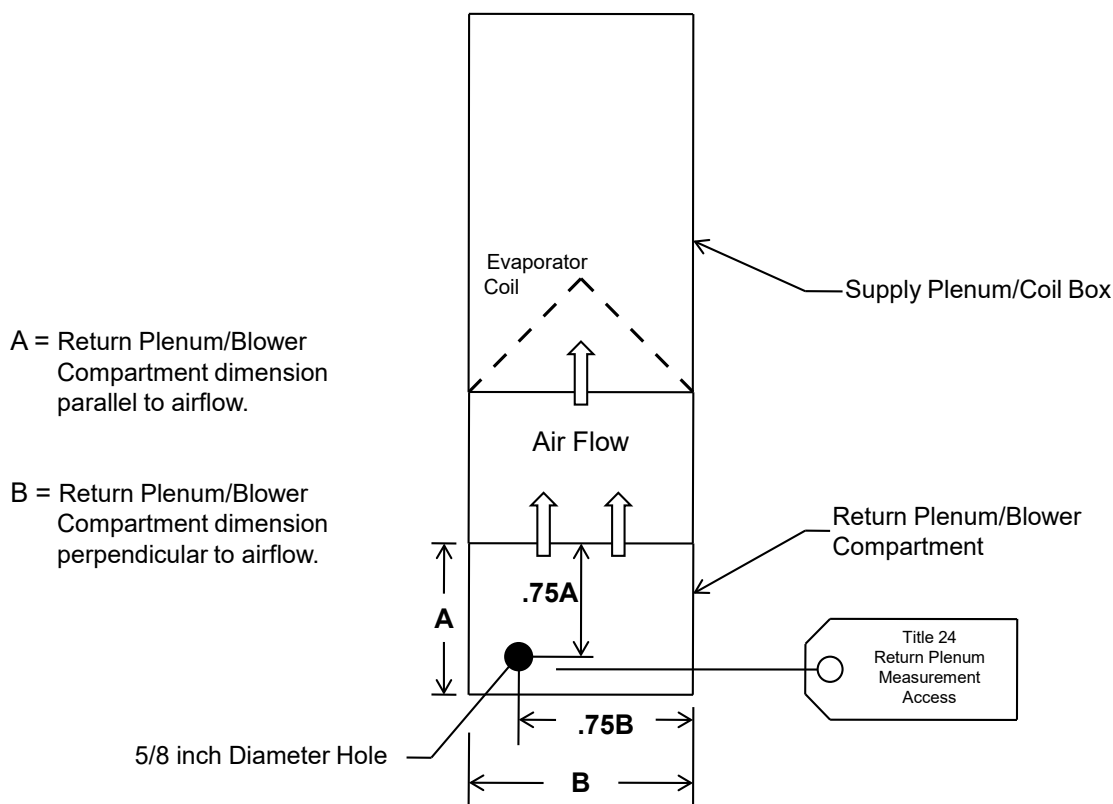 Evaporator
Coil
Supply Plenum/Coil Box
A = Return Plenum/Blower
Compartment dimension
parallel to airflow.
Air Flow
B = Return Plenum/Blower
Compartment dimension
perpendicular to airflow.
Return Plenum/Blower
Compartment
.75A
A
Title 24
Return Plenum
Measurement
Access
.75B
5/8 inch Diameter Hole
B